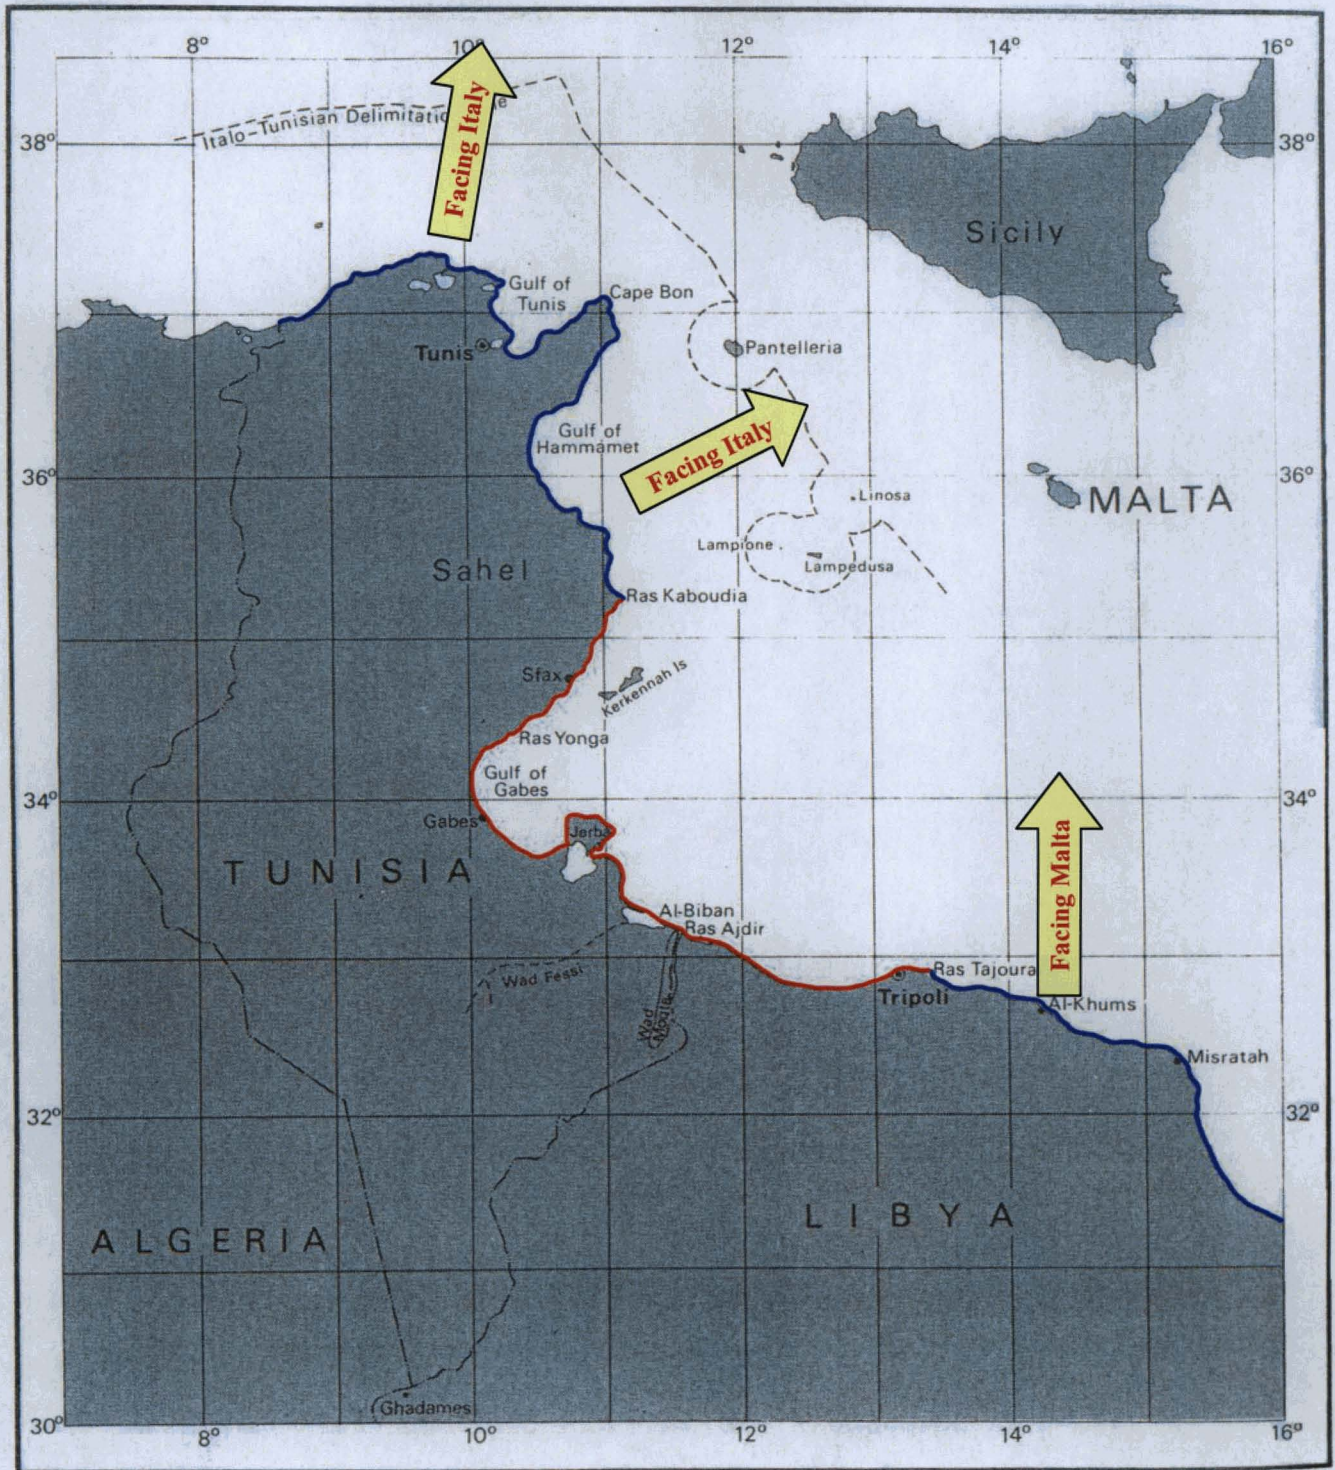 8°
10°
12°
14°
16°
Facing Italy
Italo-Tunisian Delimitatio
38°
38°
Sicily
Gulf of
Tunis
Cape Bon
Tunis
Pantelleria
Facing Italy
Gulf of
Hammamet
36°
36°
Linosa
MALTA
Lampione
Lampedusa
Sahel
Ras Kaboudia
Sfax
Kerkennah Is
Ras Yonga
Gulf of
Gabes
34°
34°
Gabes
Jerba
TUNISIA
Facing Malta
Al-Biban
Ras Ajdir
Wad Fessi
Ras Tajoura
Tripoli
Al-Khums
Wad
Mogta
Misratah
32°
32°
LIBYA
ALGERIA
Ghadames
30°
8°
10°
12°
14°
16°